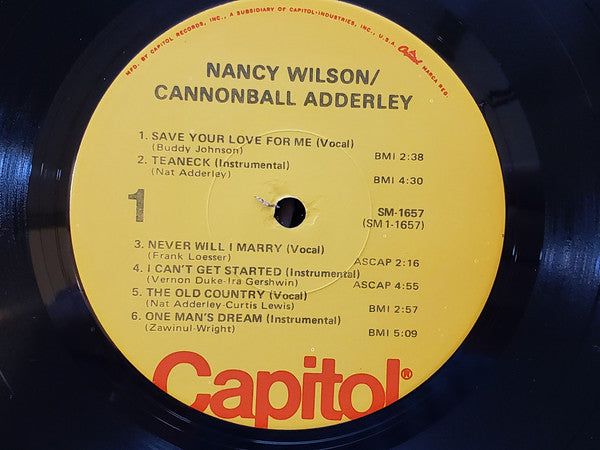 MFD. BY CAPITOL RECORDS, INC., A SUBSIDIARY OF CAPITOL INDUSTRIES, INC., U.S.A. Capitol MARCA REG.
NANCY WILSON/
CANNONBALL ADDERLEY
1. SAVE YOUR LOVE FOR ME (Vocal)
(Buddy Johnson) BMI 2:38
2. TEANECK (Instrumental)
(Nat Adderley) BMI 4:30
1
SM-1657
(SM1-1657)
3. NEVER WILL I MARRY (Vocal)
(Frank Loesser) ASCAP 2:16
4. I CAN'T GET STARTED (Instrumental)
(Vernon Duke-Ira Gershwin) ASCAP 4:55
5. THE OLD COUNTRY (Vocal)
(Nat Adderley-Curtis Lewis) BMI 2:57
6. ONE MAN'S DREAM (Instrumental)
(Zawinul-Wright) BMI 5:09
Capitol®